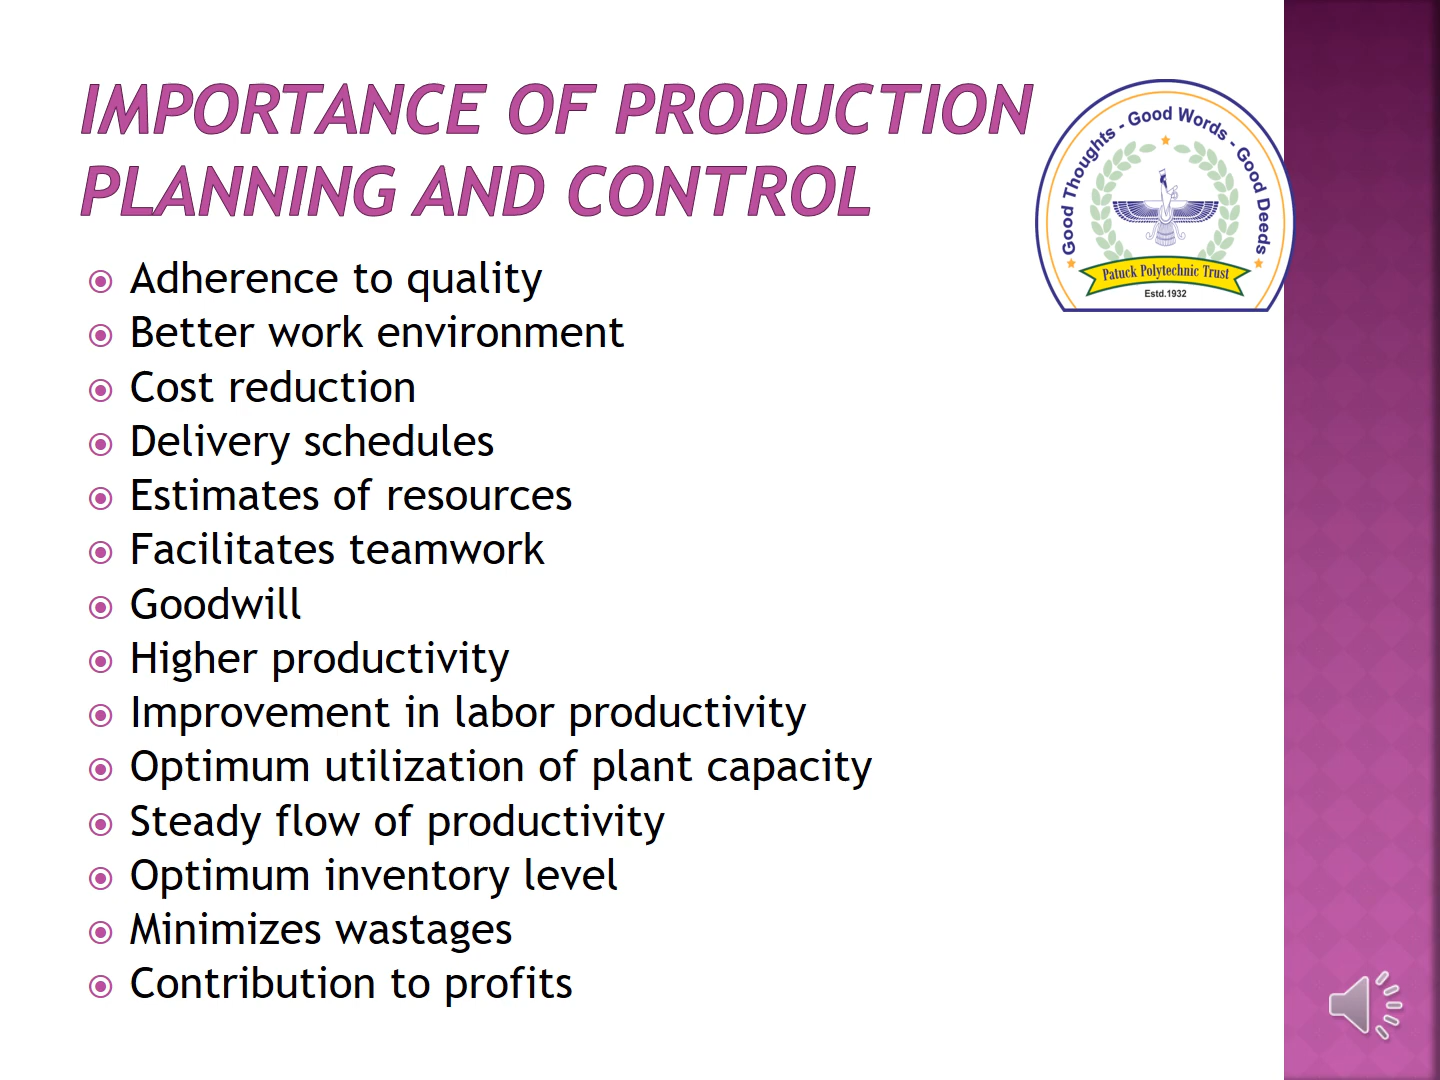 IMPORTANCE OF PRODUCTION
PLANNING AND CONTROL
Good Thoughts - Good Words - Good Deeds
Patuck Polytechnic Trust
Estd.1932
Adherence to quality
Better work environment
Cost reduction
Delivery schedules
Estimates of resources
Facilitates teamwork
Goodwill
Higher productivity
Improvement in labor productivity
Optimum utilization of plant capacity
Steady flow of productivity
Optimum inventory level
Minimizes wastages
Contribution to profits